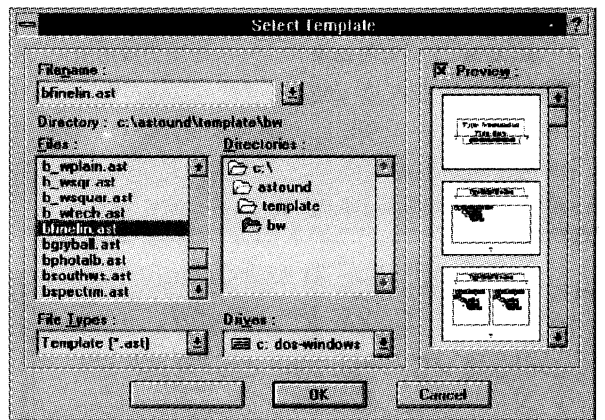 Select Template
?
Filename :
bfinelin.ast
Directory : c:\astound\template\bw
Files :
b_wplain.ast
b_wsqr.ast
b_wsquar.ast
b_wtech.ast
bfinelin.ast
bgryball.ast
bphotalb.ast
bsouthws.ast
bspectim.ast
Directories :
c:\
astound
template
bw
File Types :
Template (*.ast)
Drives :
c: dos-windows
Preview :
OK
Cancel